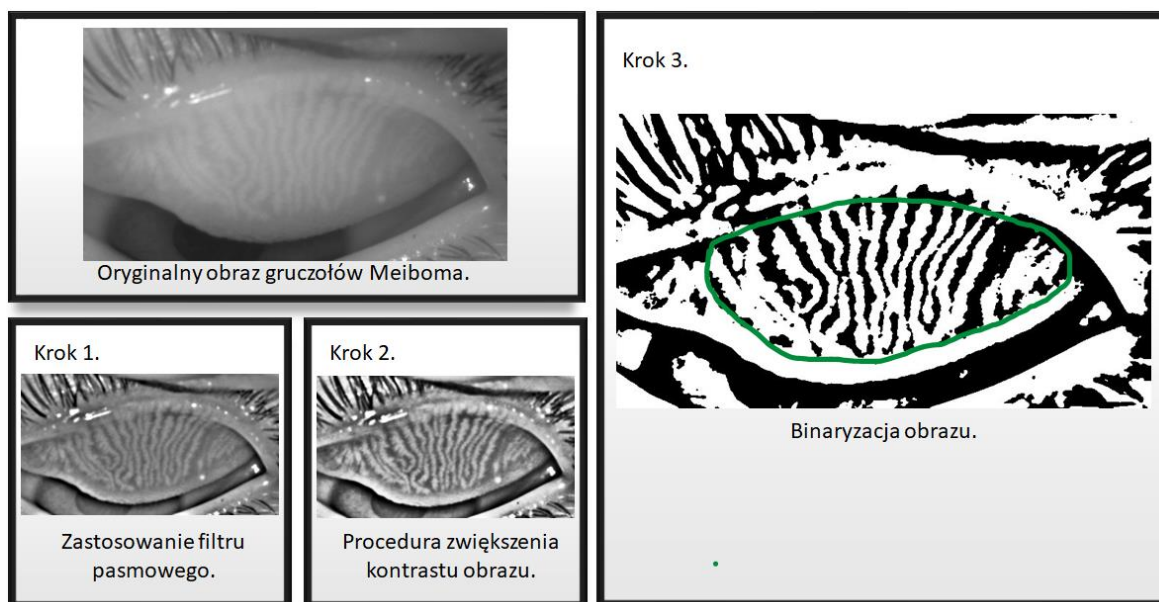 Oryginalny obraz gruczołów Meiboma.
Krok 1.
Zastosowanie filtru
pasmowego.
Krok 2.
Procedura zwiększenia
kontrastu obrazu.
Krok 3.
Binaryzacja obrazu.